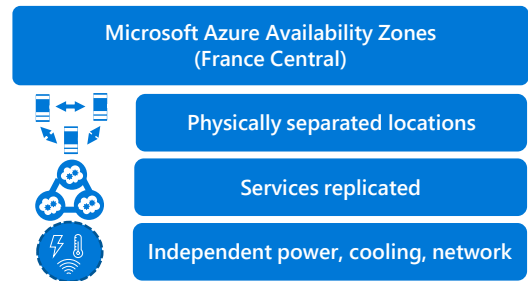 Microsoft Azure Availability Zones
(France Central)
Physically separated locations
Services replicated
Independent power, cooling, network